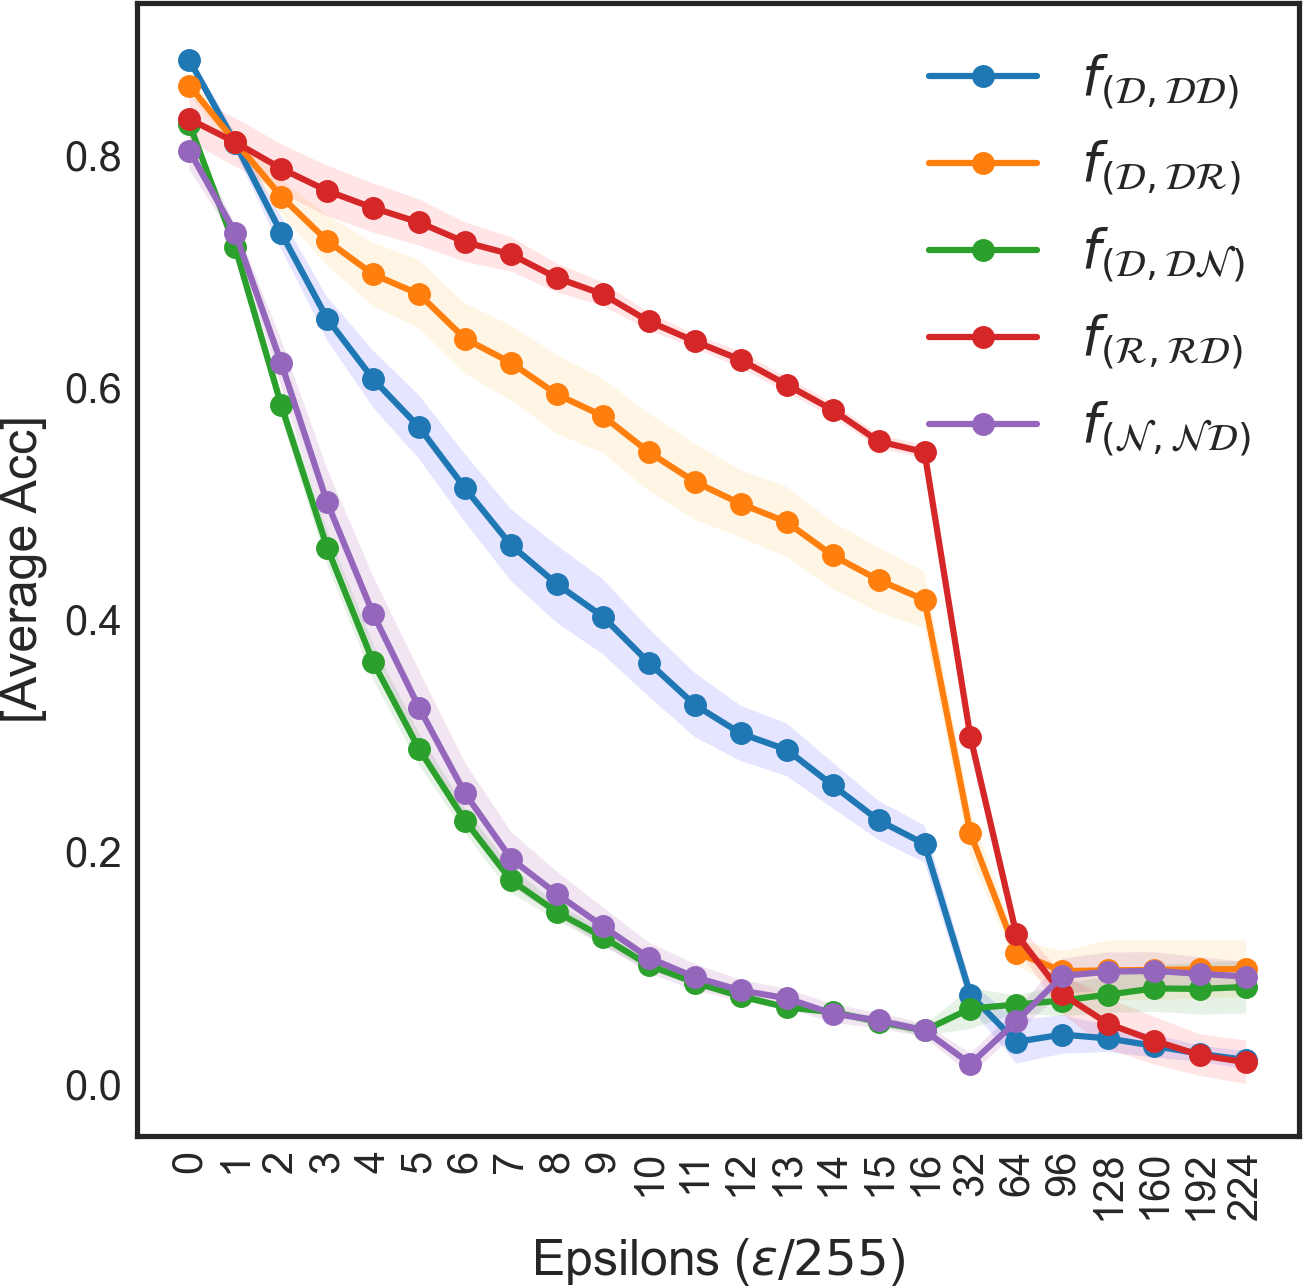 f(𝒟, 𝒟𝒟)
f(𝒟, 𝒟ℛ)
f(𝒟, 𝒟𝒩)
f(ℛ, ℛ𝒟)
f(𝒩, 𝒩𝒟)
[Average Acc]
0.8
0.6
0.4
0.2
0.0
0 1 2 3 4 5 6 7 8 9 10 11 12 13 14 15 16 32 64 96 128 160 192 224
Epsilons (ε/255)